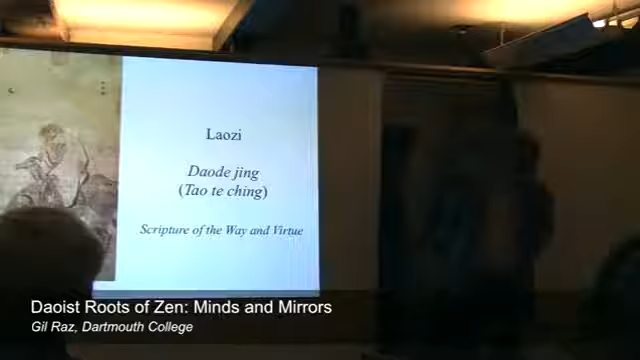 Laozi
Daode jing
(Tao te ching)
Scripture of the Way and Virtue
Daoist Roots of Zen: Minds and Mirrors
Gil Raz, Dartmouth College